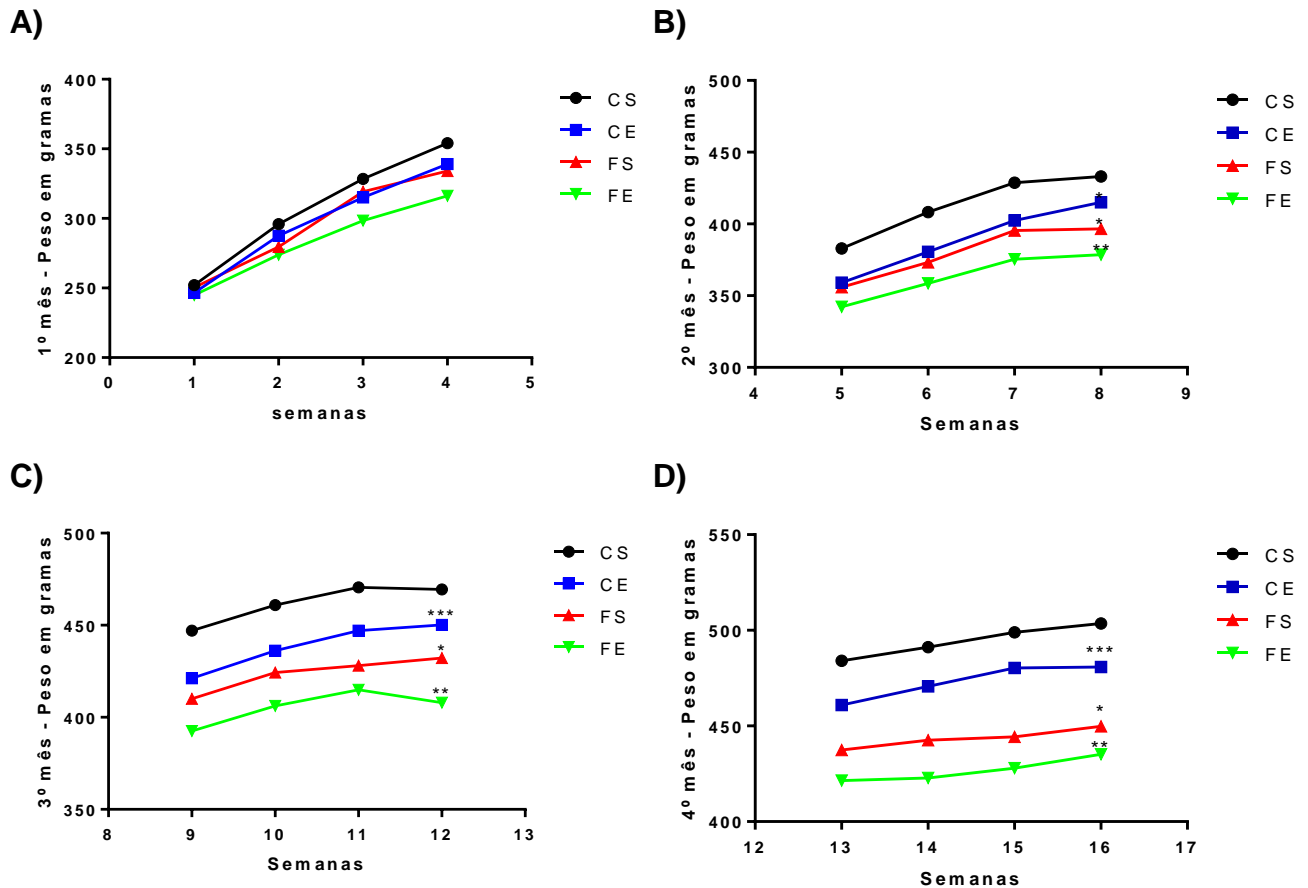 A)
1º mês - Peso em gramas
400
350
300
250
200
0 1 2 3 4 5
semanas
CS
CE
FS
FE
B)
2º mês - Peso em gramas
500
450
400
350
300
4 5 6 7 8 9
Semanas
*
*
**
CS
CE
FS
FE
C)
3º mês - Peso em gramas
500
450
400
350
8 9 10 11 12 13
Semanas
***
*
**
CS
CE
FS
FE
D)
4º mês - Peso em gramas
550
500
450
400
12 13 14 15 16 17
Semanas
***
*
**
CS
CE
FS
FE